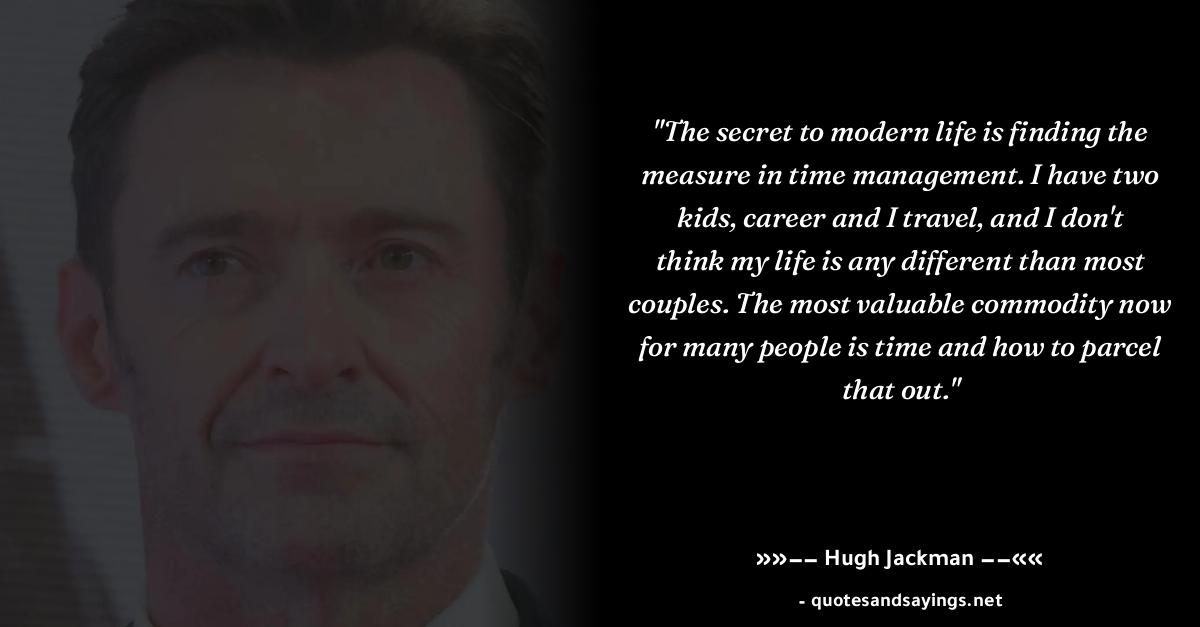 "The secret to modern life is finding the
measure in time management. I have two
kids, career and I travel, and I don't
think my life is any different than most
couples. The most valuable commodity now
for many people is time and how to parcel
that out."
»»−− Hugh Jackman −−««
- quotesandsayings.net